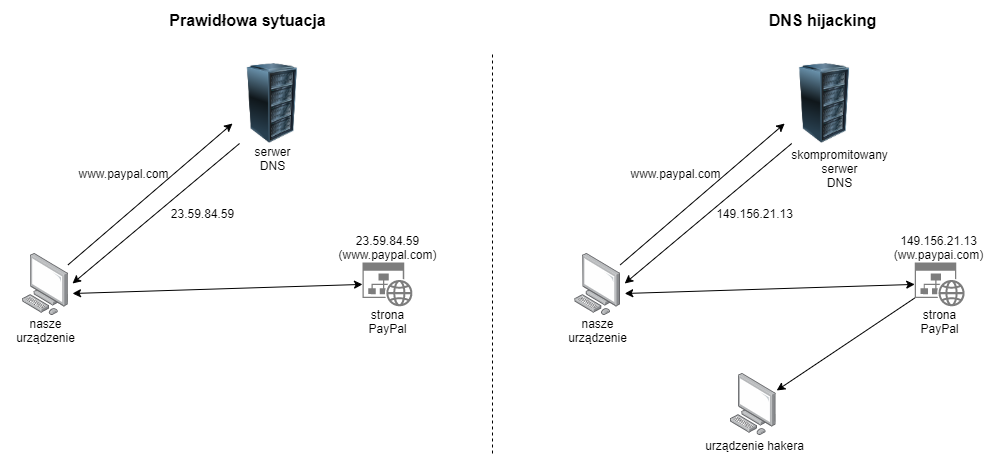 Prawidłowa sytuacja
serwer
DNS
www.paypal.com
23.59.84.59
23.59.84.59
(www.paypal.com)
nasze
urządzenie
strona
PayPal
DNS hijacking
skompromitowany
serwer
DNS
www.paypal.com
149.156.21.13
149.156.21.13
(ww.paypai.com)
nasze
urządzenie
strona
PayPal
urządzenie hakera